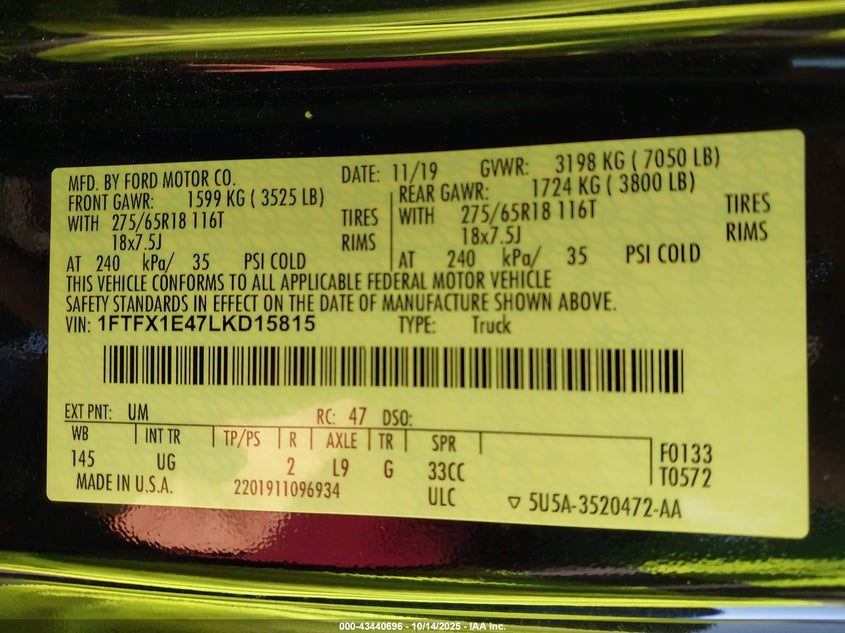 MFD. BY FORD MOTOR CO. DATE: 11/19 GVWR: 3198 KG ( 7050 LB)
FRONT GAWR: 1599 KG ( 3525 LB) REAR GAWR: 1724 KG ( 3800 LB)
WITH 275/65R18 116T TIRES WITH 275/65R18 116T TIRES
18x7.5J RIMS 18x7.5J RIMS
AT 240 kPa/ 35 PSI COLD AT 240 kPa/ 35 PSI COLD
THIS VEHICLE CONFORMS TO ALL APPLICABLE FEDERAL MOTOR VEHICLE
SAFETY STANDARDS IN EFFECT ON THE DATE OF MANUFACTURE SHOWN ABOVE.
VIN: 1FTFX1E47LKD15815 TYPE: Truck
EXT PNT: UM RC: 47 DSO:
WB INT TR TP/PS R AXLE TR SPR F0133
145 UG 2 L9 G 33CC T0572
MADE IN U.S.A. 2201911096934 ULC ▽ 5U5A-3520472-AA
000-43440696 - 10/14/2025 - IAA Inc.